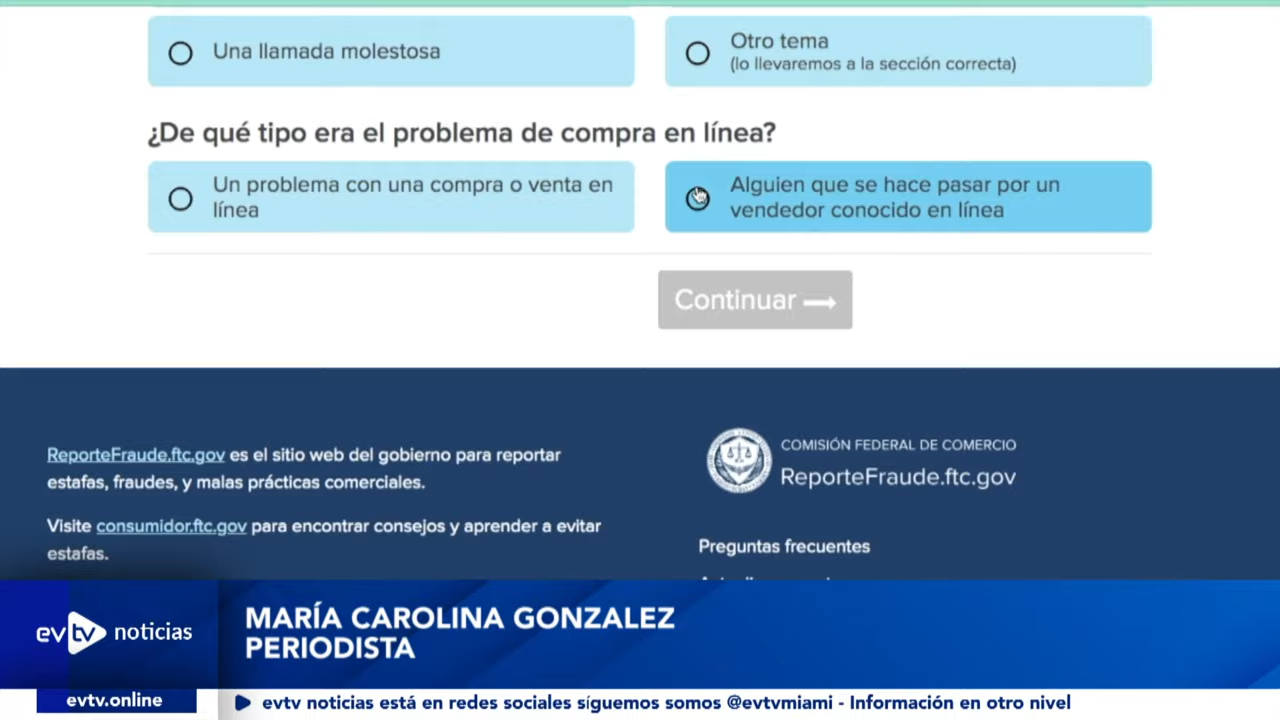 Una llamada molestosa
Otro tema
(lo llevaremos a la sección correcta)
¿De qué tipo era el problema de compra en línea?
Un problema con una compra o venta en
línea
Alguien que se hace pasar por un
vendedor conocido en línea
Continuar
ReporteFraude.ftc.gov es el sitio web del gobierno para reportar
estafas, fraudes, y malas prácticas comerciales.
Visite consumidor.ftc.gov para encontrar consejos y aprender a evitar
estafas.
COMISIÓN FEDERAL DE COMERCIO
ReporteFraude.ftc.gov
Preguntas frecuentes
evtv noticias
MARÍA CAROLINA GONZALEZ
PERIODISTA
evtv.online
evtv noticias está en redes sociales síguemos somos @evtvmiami - Información en otro nivel